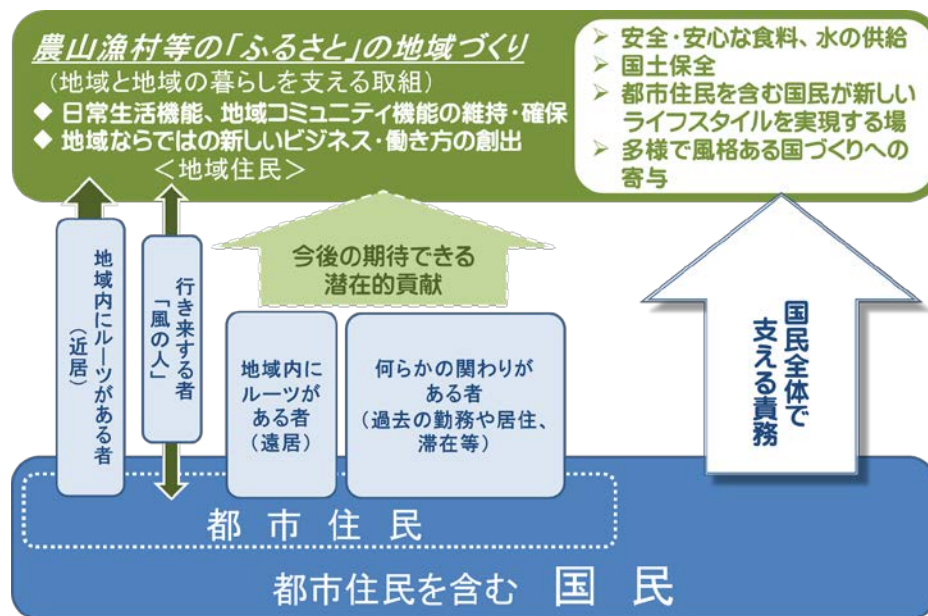 農山漁村等の「ふるさと」の地域づくり
(地域と地域の暮らしを支える取組)
◆ 日常生活機能、地域コミュニティ機能の維持・確保
◆ 地域ならではの新しいビジネス・働き方の創出
＜地域住民＞
➢ 安全・安心な食料、水の供給
➢ 国土保全
➢ 都市住民を含む国民が新しい
ライフスタイルを実現する場
➢ 多様で風格ある国づくりへの
寄与
地域内にルーツがある者
(近居)
行き来する者
「風の人」
今後の期待できる
潜在的貢献
地域内に
ルーツが
ある者
(遠居)
何らかの関わりが
ある者
(過去の勤務や居住、
滞在等)
国民全体で
支える責務
都市住民
都市住民を含む 国民